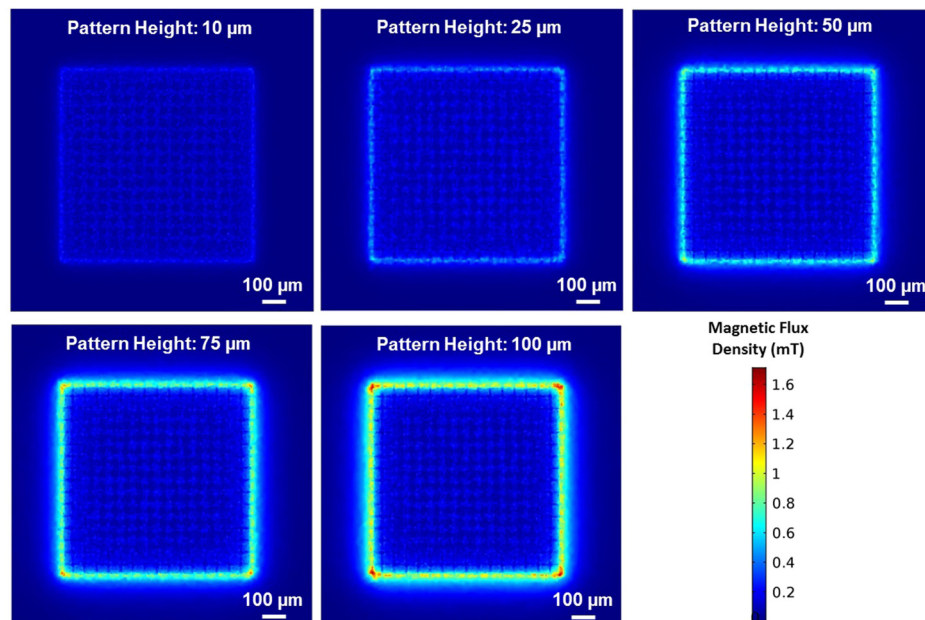 Pattern Height: 10 µm
100 µm
Pattern Height: 25 µm
100 µm
Pattern Height: 50 µm
100 µm
Pattern Height: 75 µm
100 µm
Pattern Height: 100 µm
100 µm
Magnetic Flux
Density (mT)
1.6
1.4
1.2
1
0.8
0.6
0.4
0.2